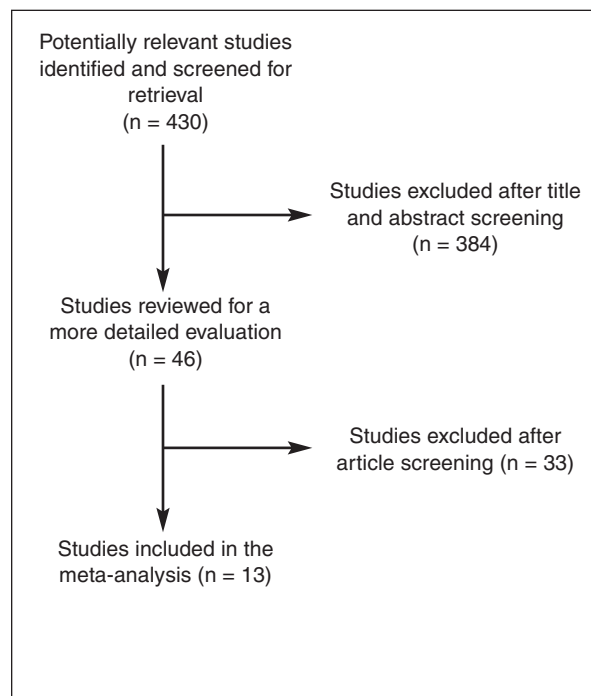 Potentially relevant studies
identified and screened for
retrieval
(n = 430)
Studies excluded after title
and abstract screening
(n = 384)
Studies reviewed for a
more detailed evaluation
(n = 46)
Studies excluded after
article screening (n = 33)
Studies included in the
meta-analysis (n = 13)